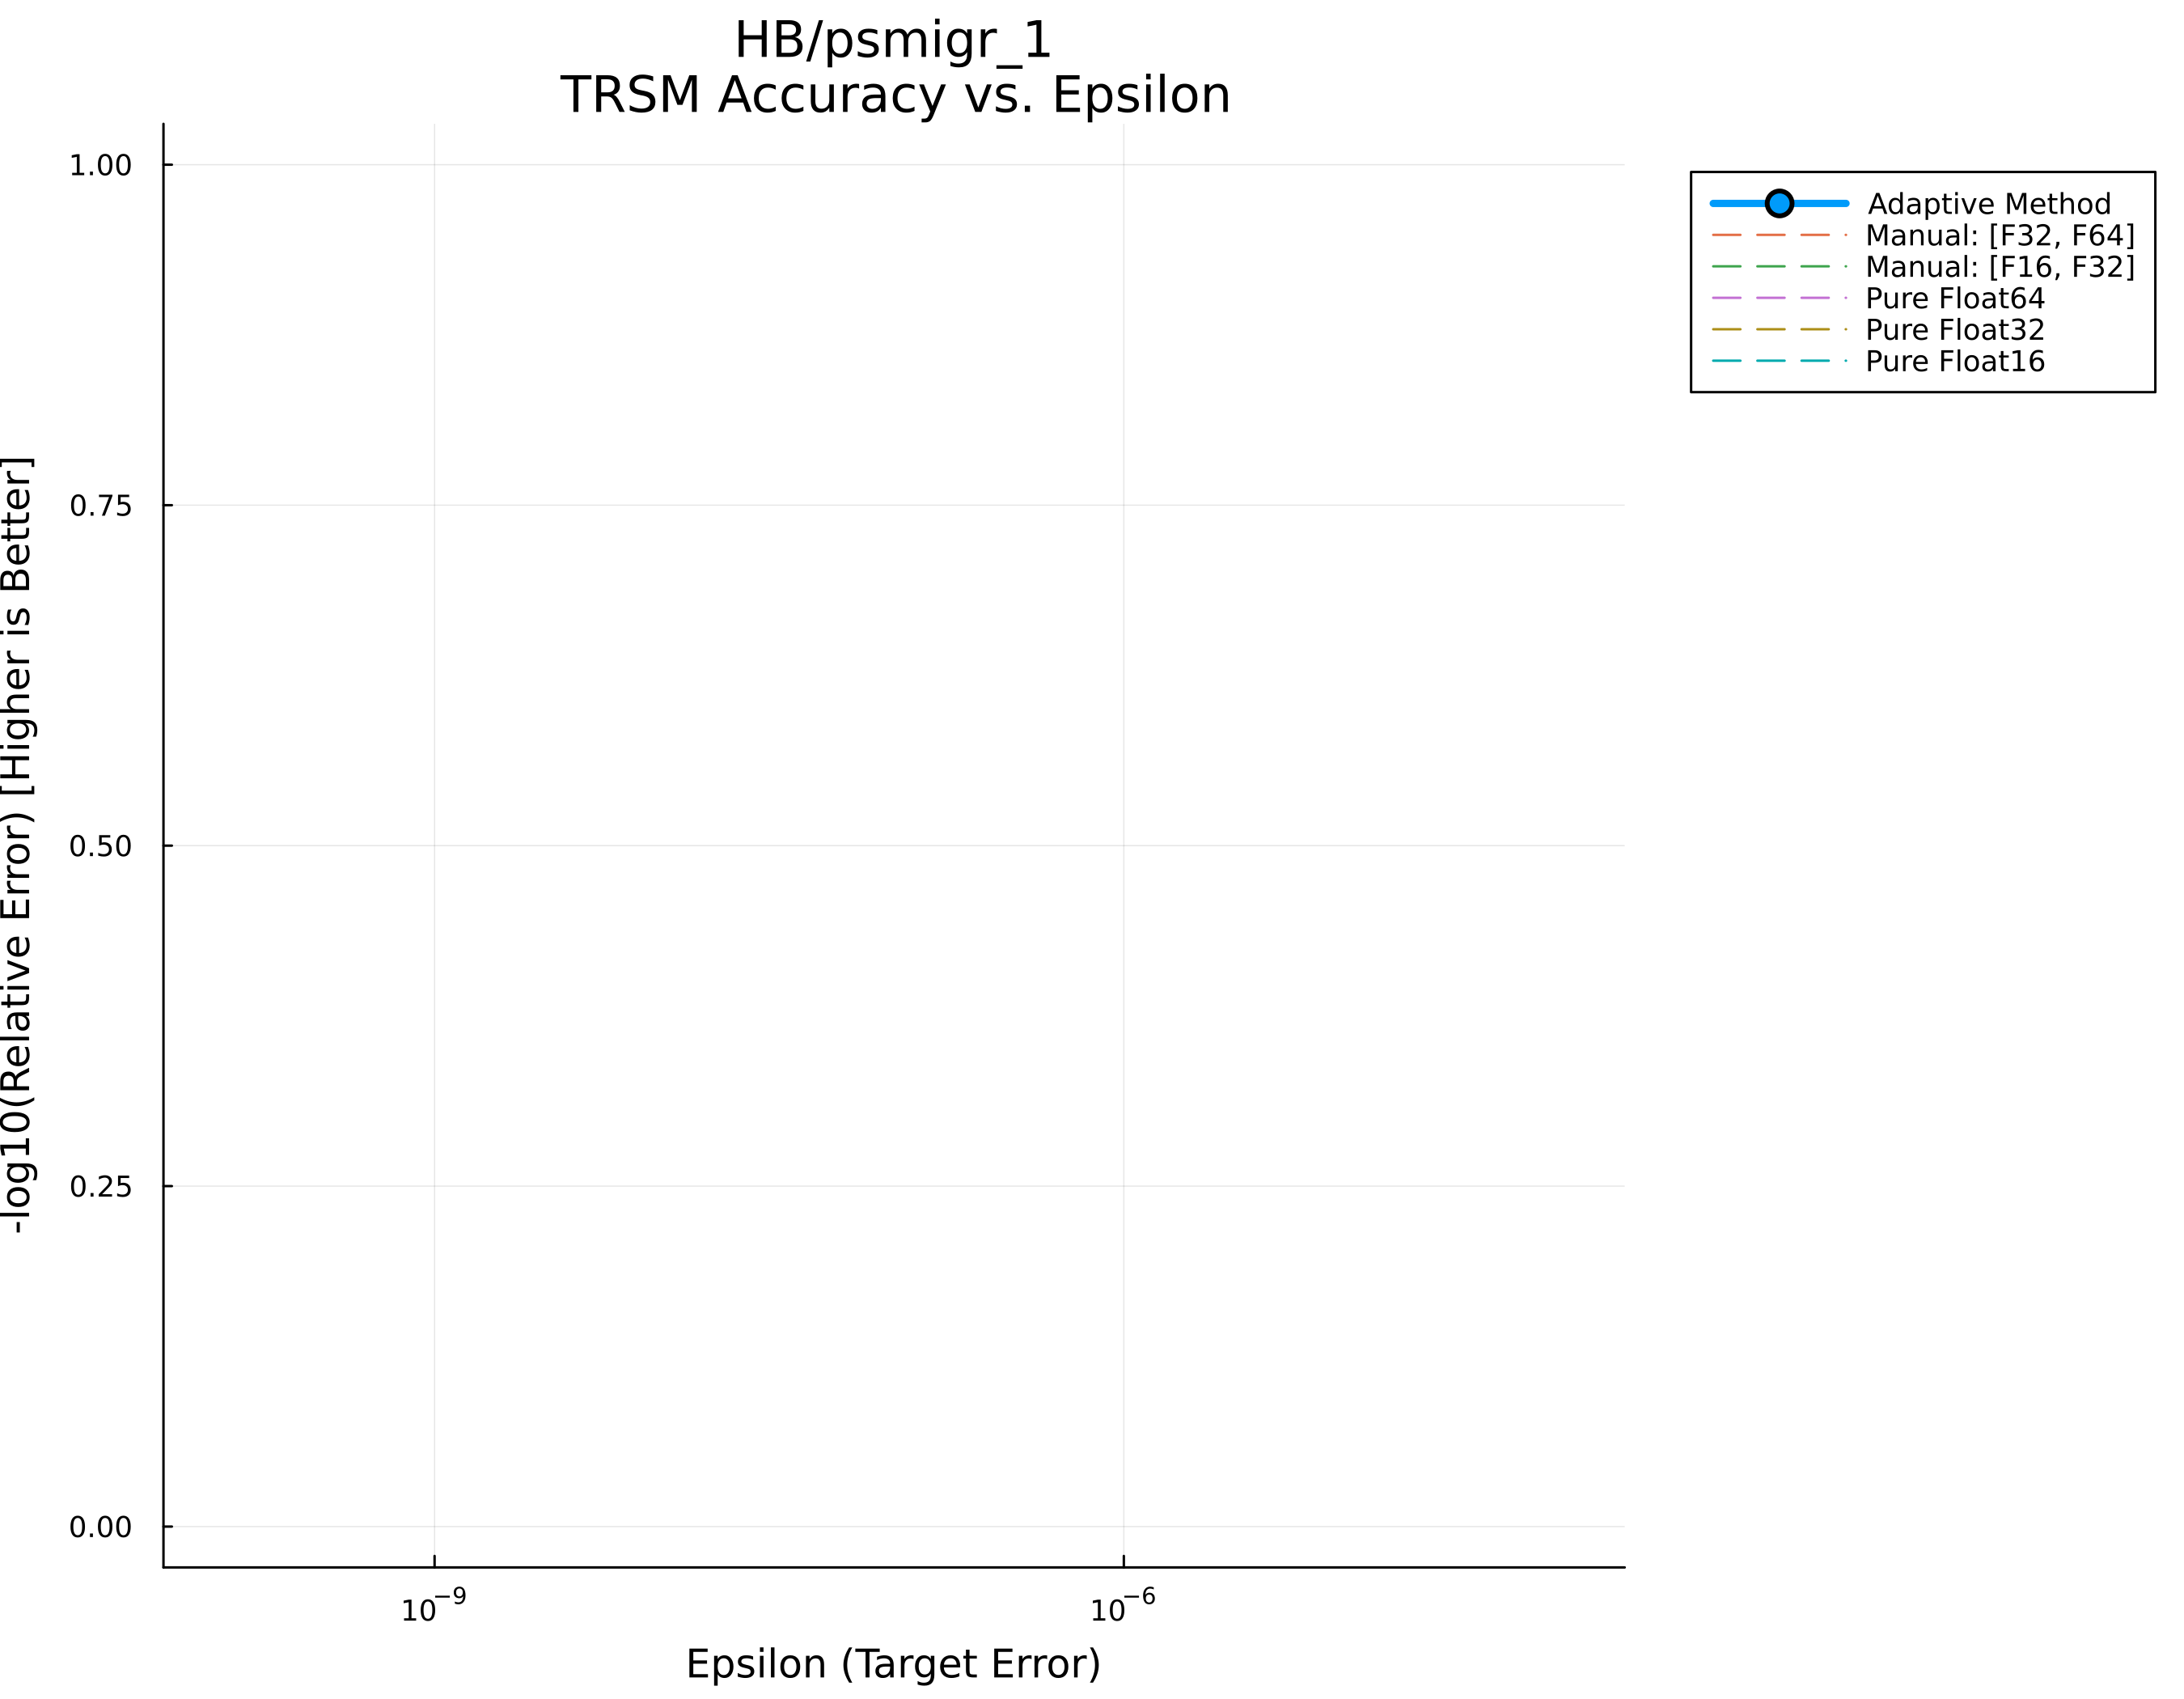 HB/psmigr_1
TRSM Accuracy vs. Epsilon
-log10(Relative Error) [Higher is Better]
1.00
0.75
0.50
0.25
0.00
10⁻⁹
10⁻⁶
Epsilon (Target Error)
Adaptive Method
Manual: [F32, F64]
Manual: [F16, F32]
Pure Float64
Pure Float32
Pure Float16